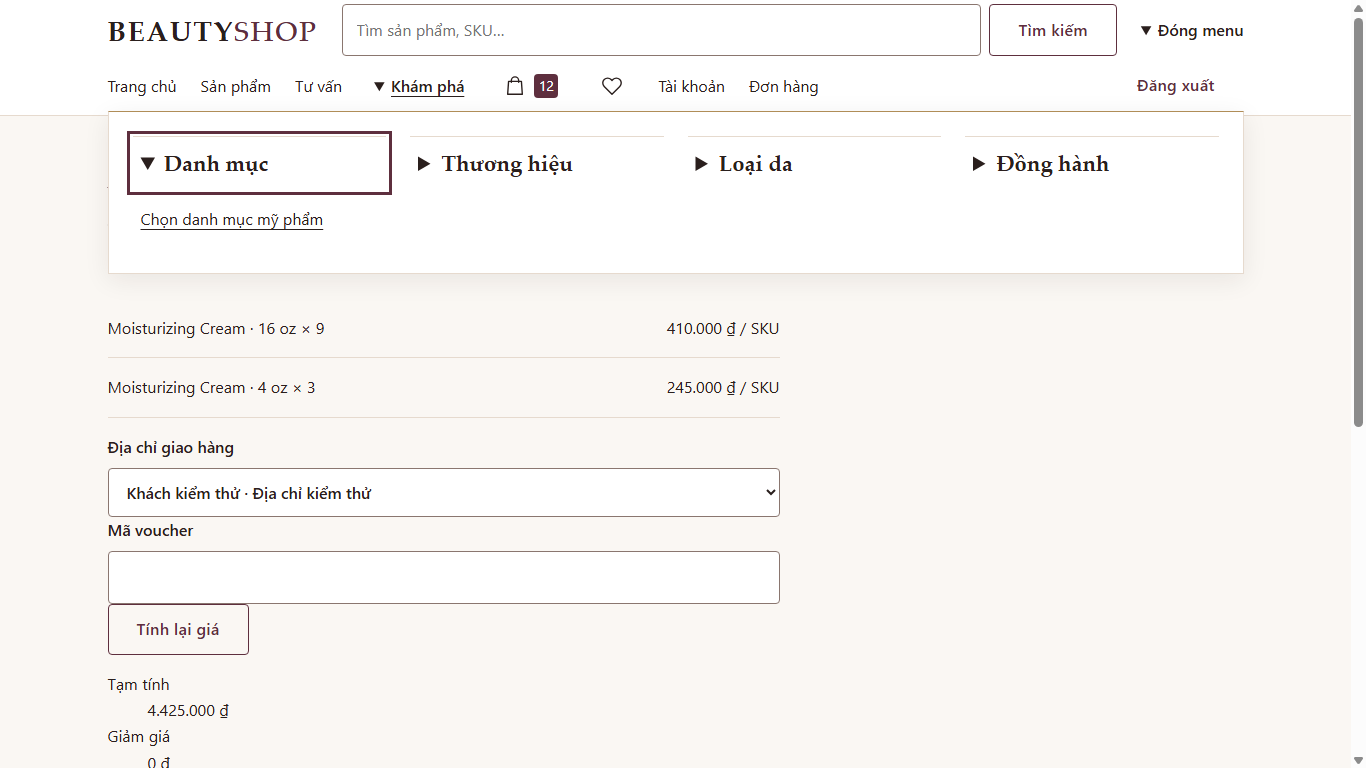 BEAUTYSHOP
Tìm sản phẩm, SKU...
Tìm kiếm
▼ Đóng menu
Trang chủ
Sản phẩm
Tư vấn
▼ Khám phá
12
Tài khoản
Đơn hàng
Đăng xuất
▼ Danh mục
▶ Thương hiệu
▶ Loại da
▶ Đồng hành
Chọn danh mục mỹ phẩm
Moisturizing Cream · 16 oz × 9
410.000 ₫ / SKU
Moisturizing Cream · 4 oz × 3
245.000 ₫ / SKU
Địa chỉ giao hàng
Khách kiểm thử · Địa chỉ kiểm thử
Mã voucher
Tính lại giá
Tạm tính
4.425.000 ₫
Giảm giá
0 ₫